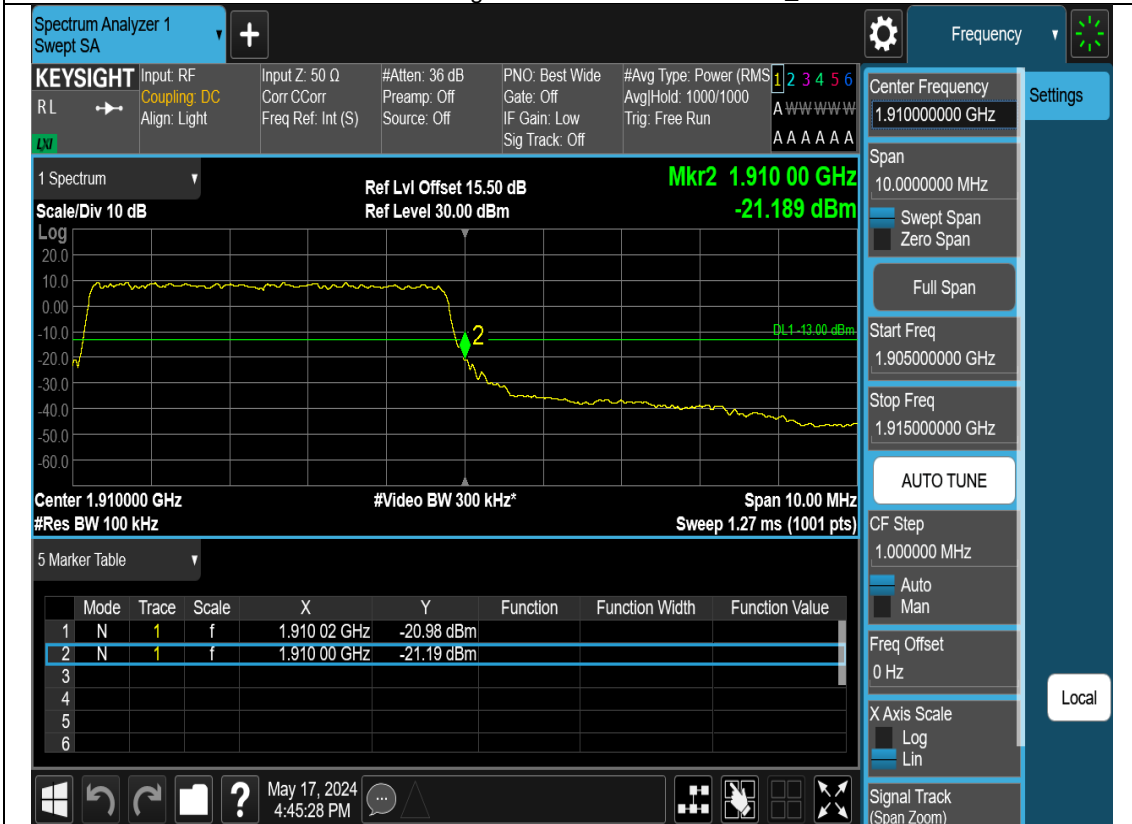 Spectrum Analyzer 1
Swept SA
+
Frequency
KEYSIGHT
RL
LXI
Input: RF
Coupling: DC
Align: Light
Input Z: 50 Ω
Corr CCorr
Freq Ref: Int (S)
#Atten: 36 dB
Preamp: Off
Source: Off
PNO: Best Wide
Gate: Off
IF Gain: Low
Sig Track: Off
#Avg Type: Power (RMS
Avg|Hold: 1000/1000
Trig: Free Run
1 2 3 4 5 6
A W W W W W
A A A A A A
1 Spectrum
Scale/Div 10 dB
Ref Lvl Offset 15.50 dB
Ref Level 30.00 dBm
Mkr2 1.910 00 GHz
-21.189 dBm
Log
20.0
10.0
0.00
-10.0
-20.0
-30.0
-40.0
-50.0
-60.0
2
DL1 -13.00 dBm
Center 1.910000 GHz
#Video BW 300 kHz*
Span 10.00 MHz
#Res BW 100 kHz
Sweep 1.27 ms (1001 pts)
5 Marker Table
Mode Trace Scale X Y Function Function Width Function Value
1 N 1 f 1.910 02 GHz -20.98 dBm
2 N 1 f 1.910 00 GHz -21.19 dBm
3
4
5
6
Center Frequency
1.910000000 GHz
Settings
Span
10.0000000 MHz
Swept Span
Zero Span
Full Span
Start Freq
1.905000000 GHz
Stop Freq
1.915000000 GHz
AUTO TUNE
CF Step
1.000000 MHz
Auto
Man
Freq Offset
0 Hz
Local
X Axis Scale
Log
Lin
Signal Track
(Span Zoom)
?
May 17, 2024
4:45:28 PM